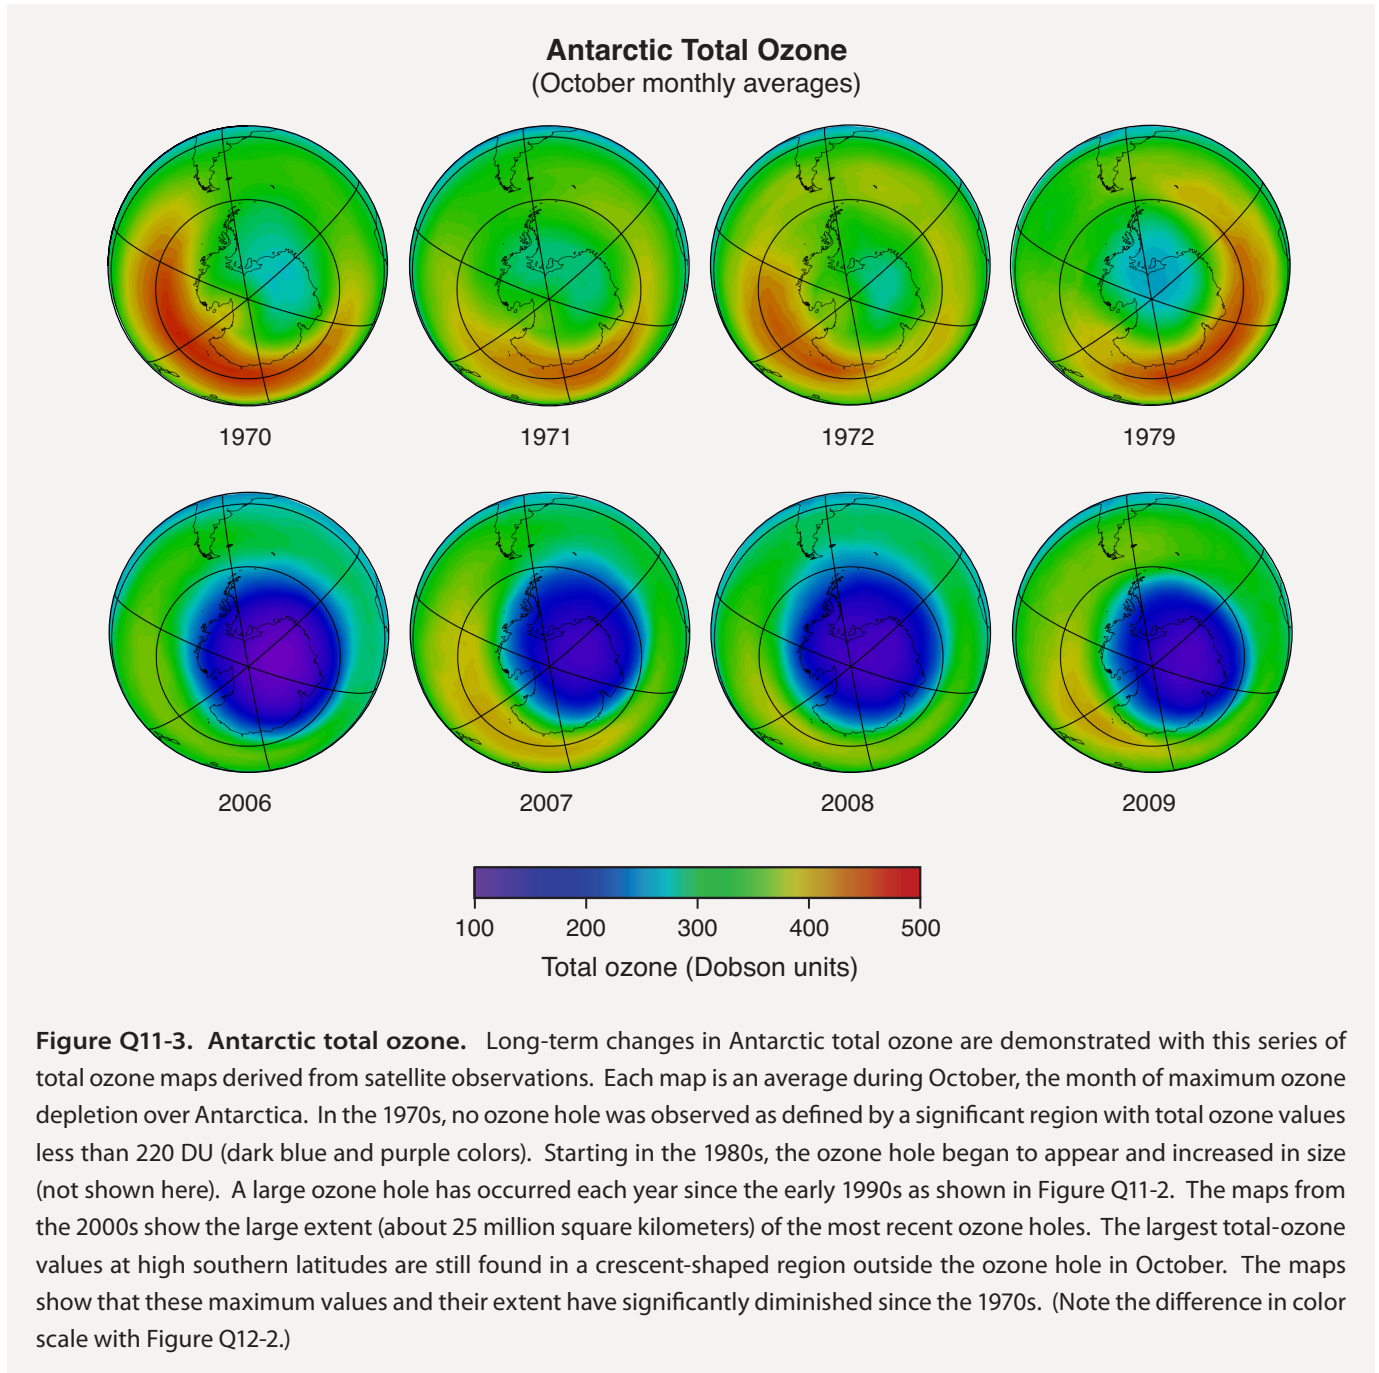 Antarctic Total Ozone
(October monthly averages)
1970 1971 1972 1979
2006 2007 2008 2009
100 200 300 400 500
Total ozone (Dobson units)
Figure Q11-3. Antarctic total ozone. Long-term changes in Antarctic total ozone are demonstrated with this series of
total ozone maps derived from satellite observations. Each map is an average during October, the month of maximum ozone
depletion over Antarctica. In the 1970s, no ozone hole was observed as defined by a significant region with total ozone values
less than 220 DU (dark blue and purple colors). Starting in the 1980s, the ozone hole began to appear and increased in size
(not shown here). A large ozone hole has occurred each year since the early 1990s as shown in Figure Q11-2. The maps from
the 2000s show the large extent (about 25 million square kilometers) of the most recent ozone holes. The largest total-ozone
values at high southern latitudes are still found in a crescent-shaped region outside the ozone hole in October. The maps
show that these maximum values and their extent have significantly diminished since the 1970s. (Note the difference in color
scale with Figure Q12-2.)